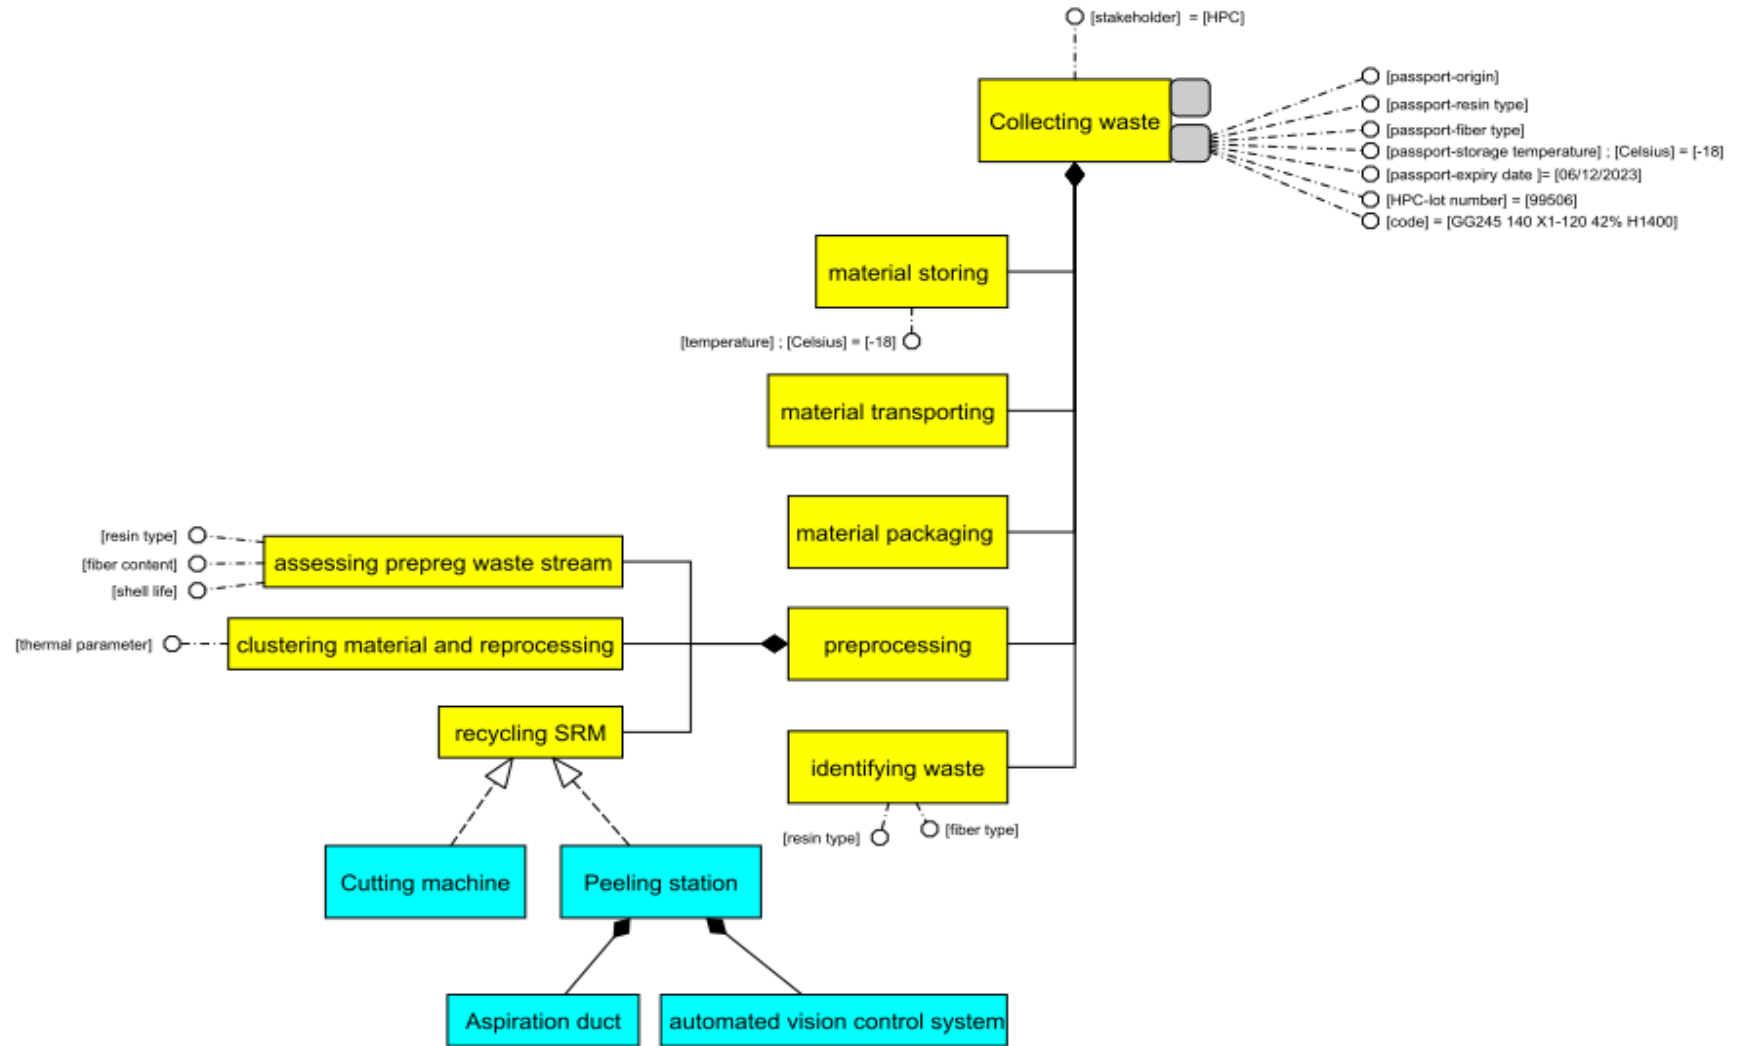 [stakeholder] = [HPC]
Collecting waste
[passport-origin]
[passport-resin type]
[passport-fiber type]
[passport-storage temperature] ; [Celsius] = [-18]
[passport-expiry date ]= [06/12/2023]
[HPC-lot number] = [99506]
[code] = [GG245 140 X1-120 42% H1400]
material storing
[temperature] ; [Celsius] = [-18]
material transporting
material packaging
[resin type]
[fiber content]
[shell life]
assessing prepreg waste stream
[thermal parameter]
clustering material and reprocessing
preprocessing
recycling SRM
identifying waste
[resin type]
[fiber type]
Cutting machine
Peeling station
Aspiration duct
automated vision control system